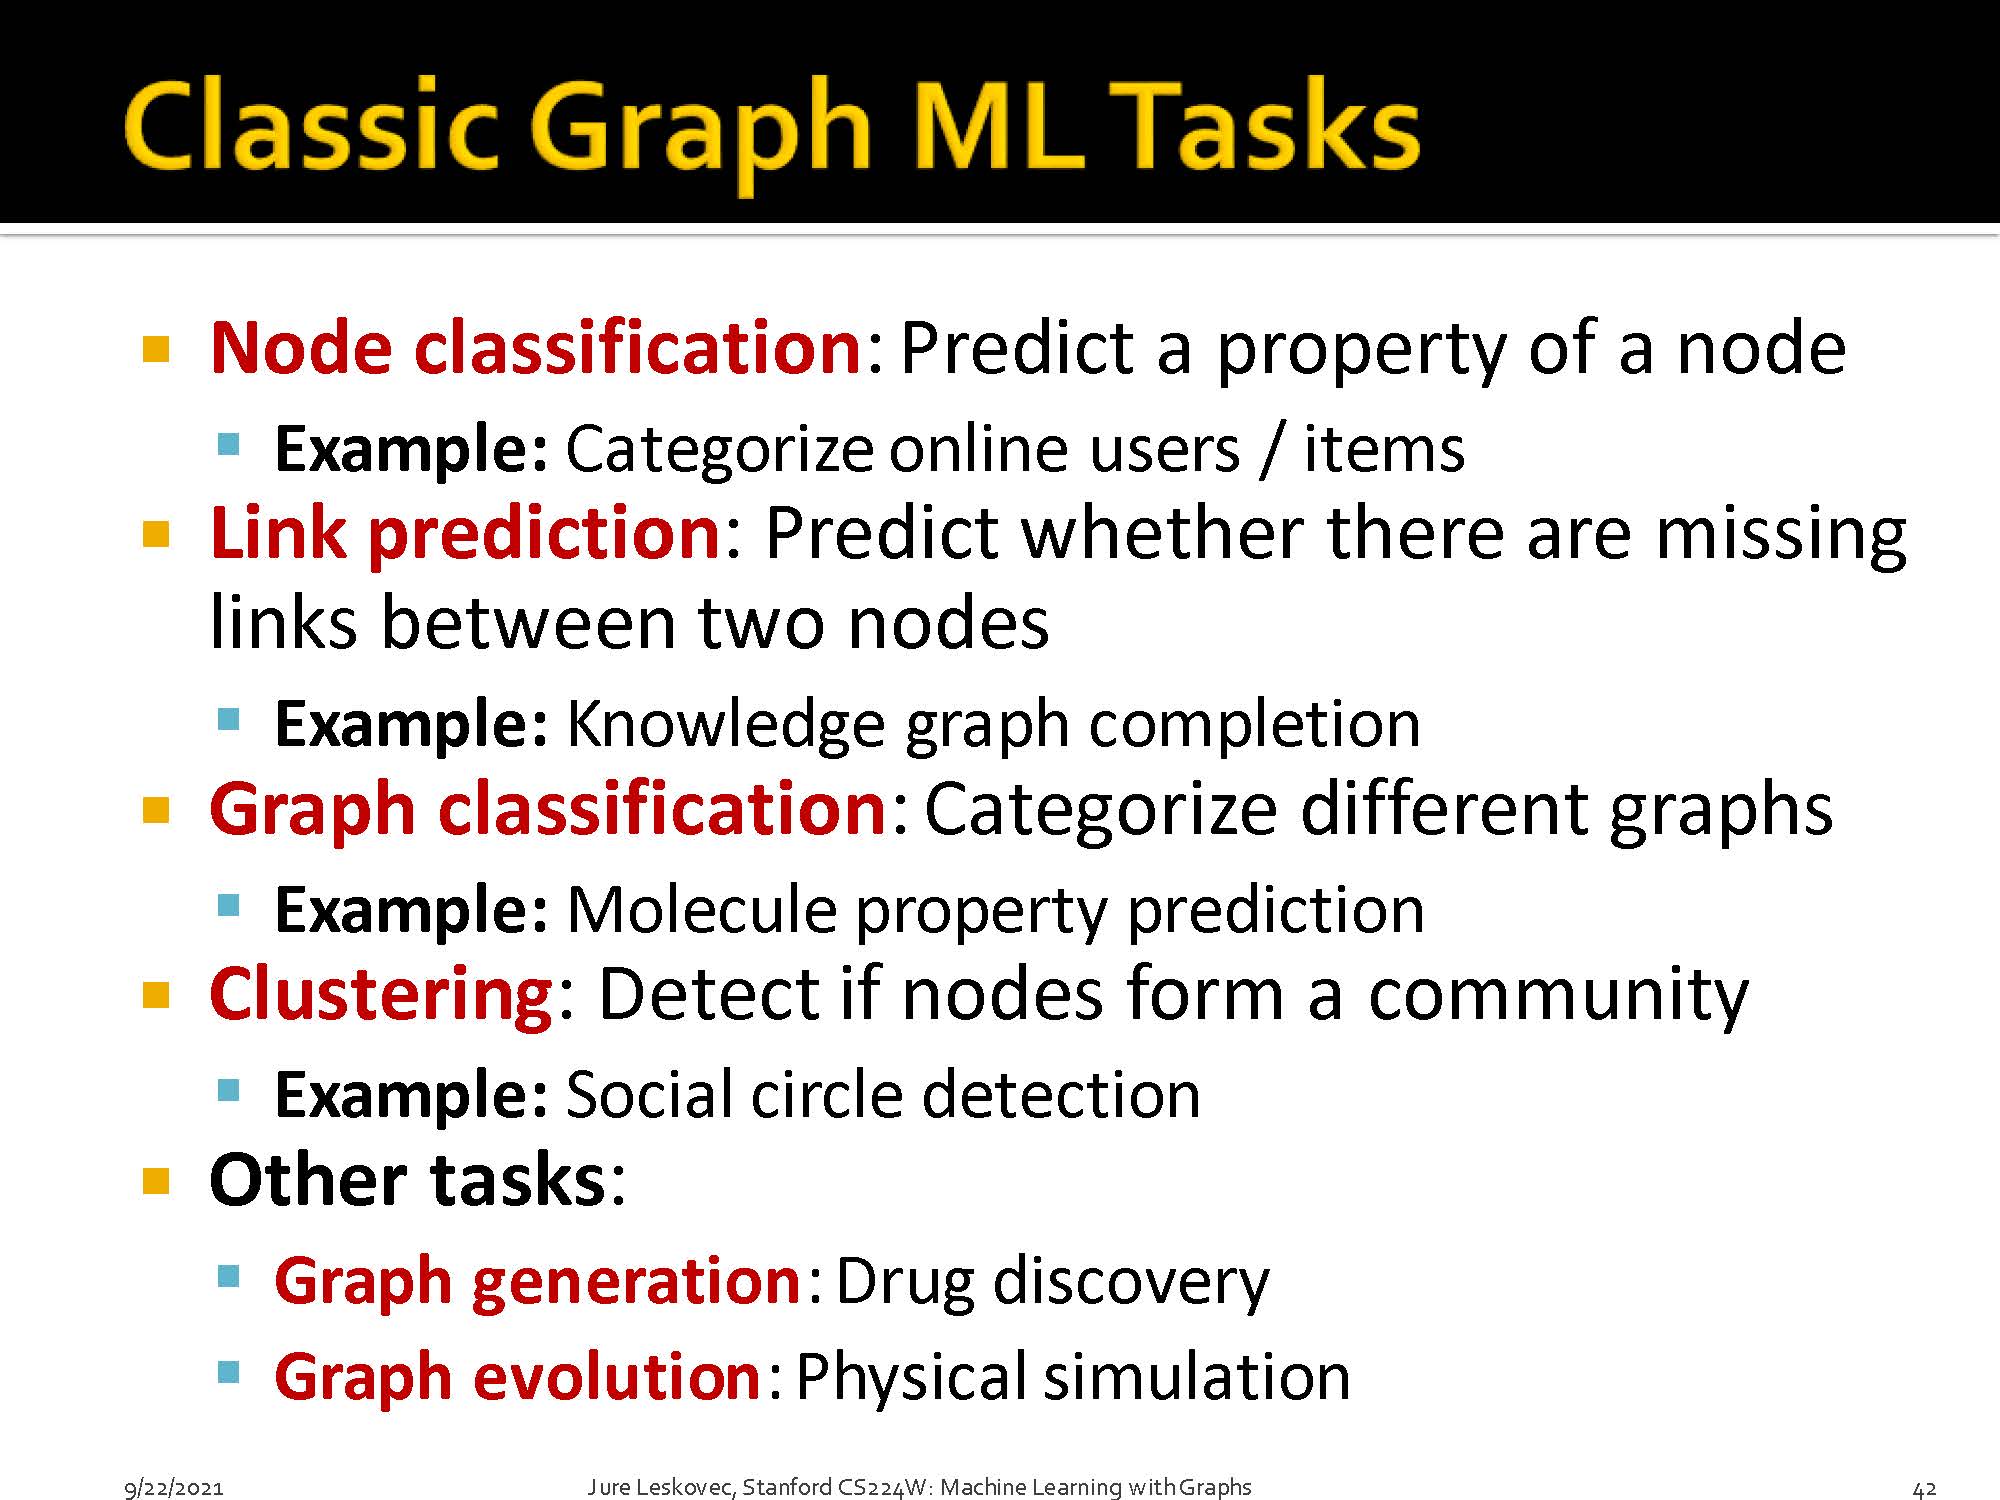 Classic Graph ML Tasks
Node classification: Predict a property of a node
Example: Categorize online users / items
Link prediction: Predict whether there are missing
links between two nodes
Example: Knowledge graph completion
Graph classification: Categorize different graphs
Example: Molecule property prediction
Clustering: Detect if nodes form a community
Example: Social circle detection
Other tasks:
Graph generation: Drug discovery
Graph evolution: Physical simulation
9/22/2021 Jure Leskovec, Stanford CS224W: Machine Learning with Graphs 42